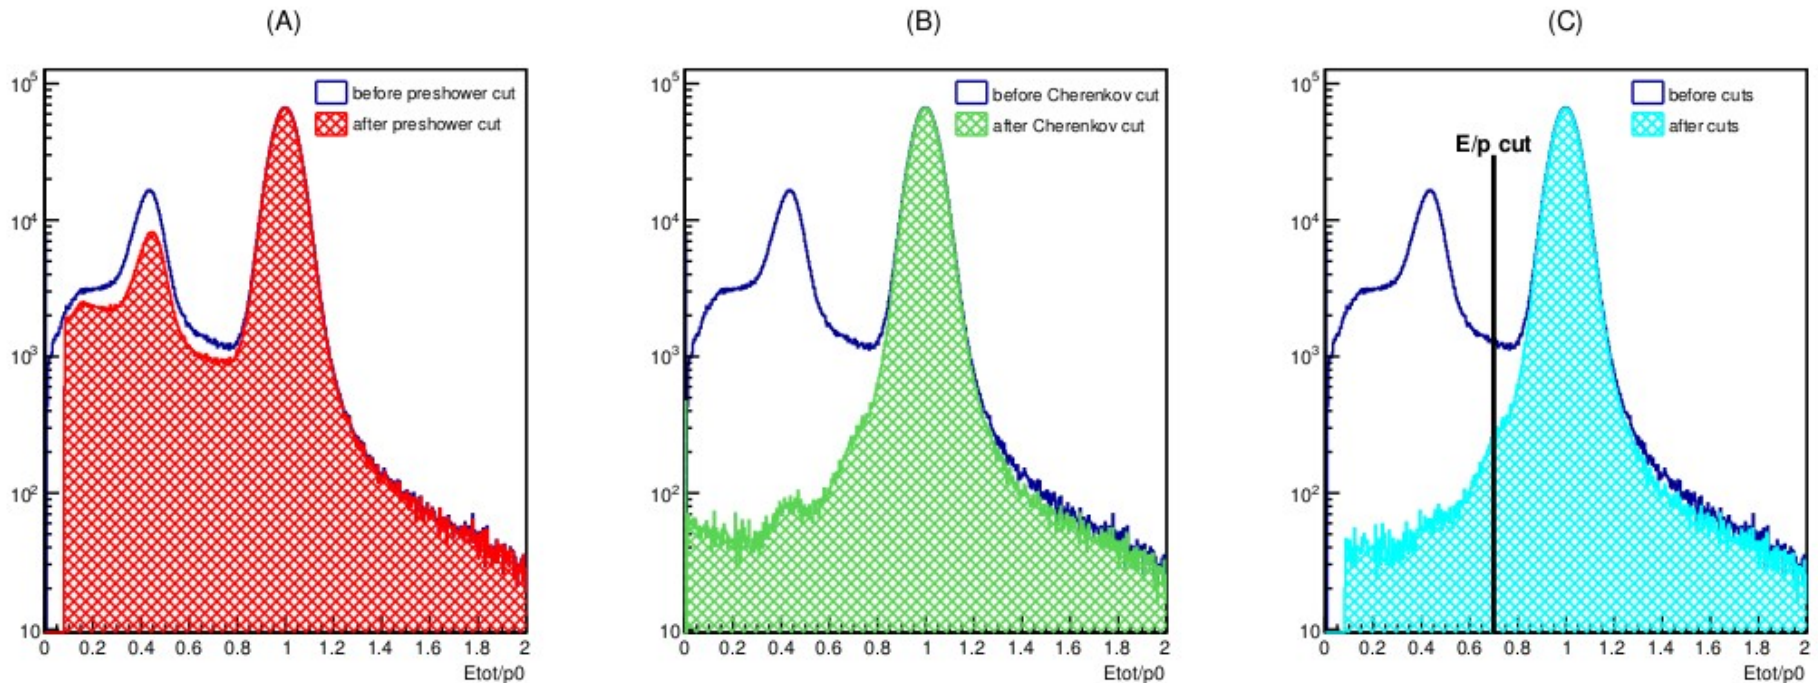 (A)
10^5
10^4
10^3
10^2
10
before preshower cut
after preshower cut
0 0.2 0.4 0.6 0.8 1 1.2 1.4 1.6 1.8 2
Etot/p0
(B)
10^5
10^4
10^3
10^2
10
before Cherenkov cut
after Cherenkov cut
0 0.2 0.4 0.6 0.8 1 1.2 1.4 1.6 1.8 2
Etot/p0
(C)
10^5
10^4
10^3
10^2
10
before cuts
after cuts
E/p cut
0 0.2 0.4 0.6 0.8 1 1.2 1.4 1.6 1.8 2
Etot/p0